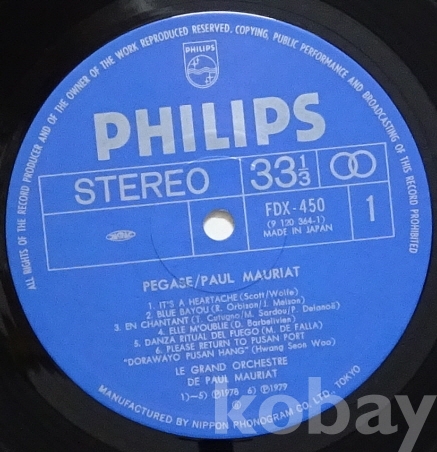 ALL RIGHTS OF THE RECORD PRODUCER AND OF THE OWNER OF THE WORK REPRODUCED RESERVED. COPYING, PUBLIC PERFORMANCE AND BROADCASTING OF THIS RECORD PROHIBITED
PHILIPS
PHILIPS
STEREO 33 1/3
FDX-450 1
(9 120 364-1)
MADE IN JAPAN
PEGASE/PAUL MAURIAT
1. IT'S A HEARTACHE (Scott/Wolfe)
2. BLUE BAYOU (R. Orbison/J. Melson)
3. EN CHANTANT (T. Cutugno/M. Sardou/P. Delanoë)
4. ELLE M'OUBLIE (D. Barbelivien)
5. DANZA RITUAL DEL FUEGO (M. DE FALLA)
6. PLEASE RETURN TO PUSAN PORT
"DORAWAYO PUSAN HANG" (Hwang Seon Woo)
LE GRAND ORCHESTRE
DE PAUL MAURIAT
1)–5) Ⓟ1978 6) Ⓟ1979
MANUFACTURED BY NIPPON PHONOGRAM CO. LTD., TOKYO
kobay